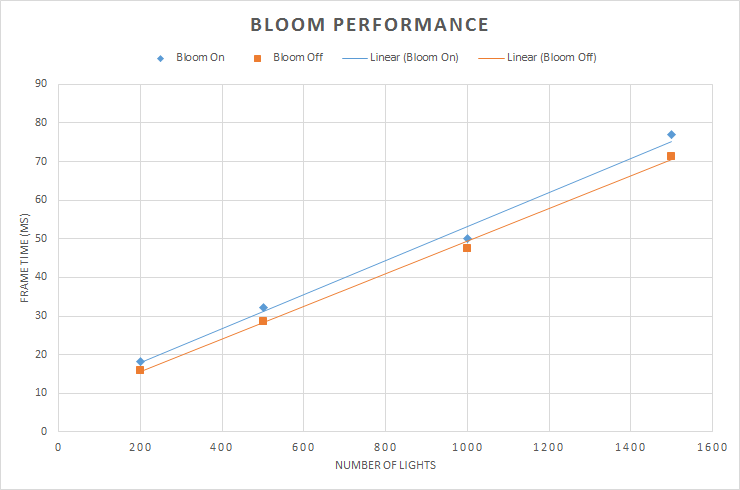 BLOOM PERFORMANCE
Bloom On Bloom Off Linear (Bloom On) Linear (Bloom Off)
90
80
70
60
50
40
30
20
10
0
FRAME TIME (MS)
0 200 400 600 800 1000 1200 1400 1600
NUMBER OF LIGHTS